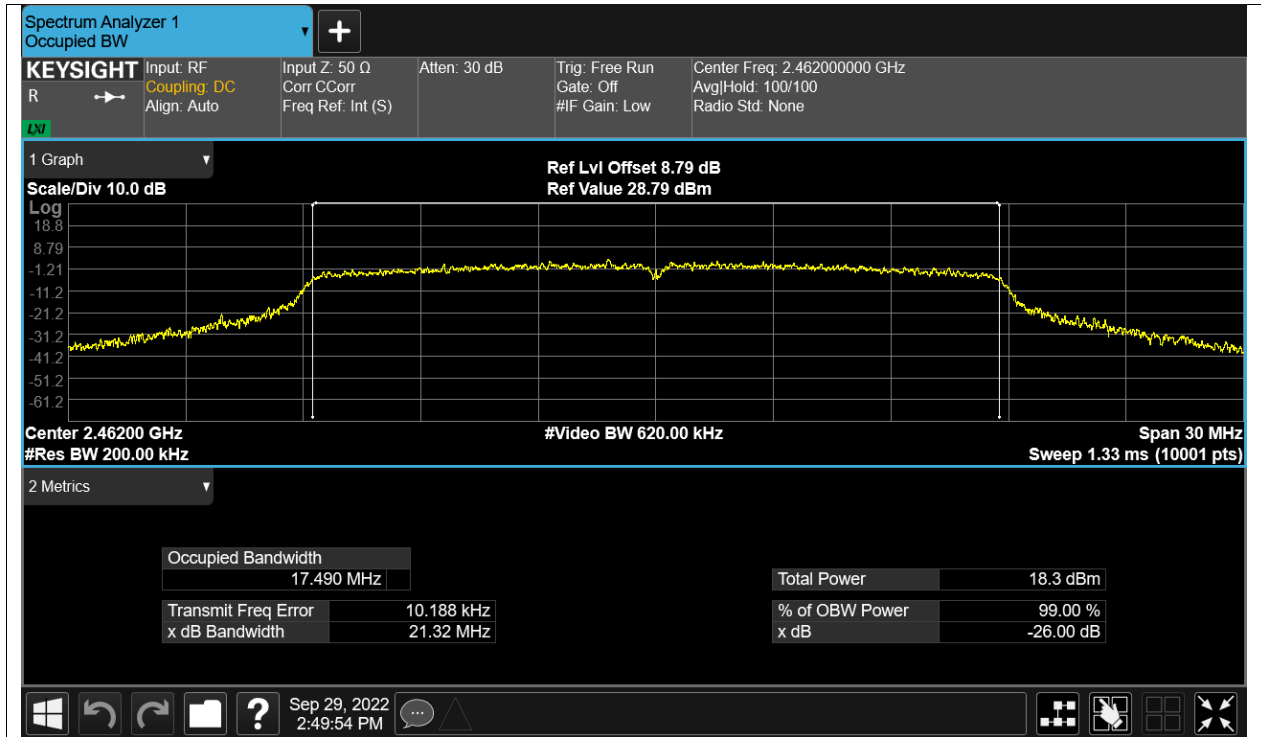 Spectrum Analyzer 1
Occupied BW
▼
+
KEYSIGHT
R
LXI
Input: RF
Coupling: DC
Align: Auto
Input Z: 50 Ω
Corr CCorr
Freq Ref: Int (S)
Atten: 30 dB
Trig: Free Run
Gate: Off
#IF Gain: Low
Center Freq: 2.462000000 GHz
Avg|Hold: 100/100
Radio Std: None
1 Graph
Scale/Div 10.0 dB
Ref Lvl Offset 8.79 dB
Ref Value 28.79 dBm
Log
18.8
8.79
-1.21
-11.2
-21.2
-31.2
-41.2
-51.2
-61.2
Center 2.46200 GHz
#Video BW 620.00 kHz
Span 30 MHz
#Res BW 200.00 kHz
Sweep 1.33 ms (10001 pts)
2 Metrics
Occupied Bandwidth
17.490 MHz
Total Power 18.3 dBm
Transmit Freq Error 10.188 kHz
% of OBW Power 99.00 %
x dB Bandwidth 21.32 MHz
x dB -26.00 dB
?
Sep 29, 2022
2:49:54 PM